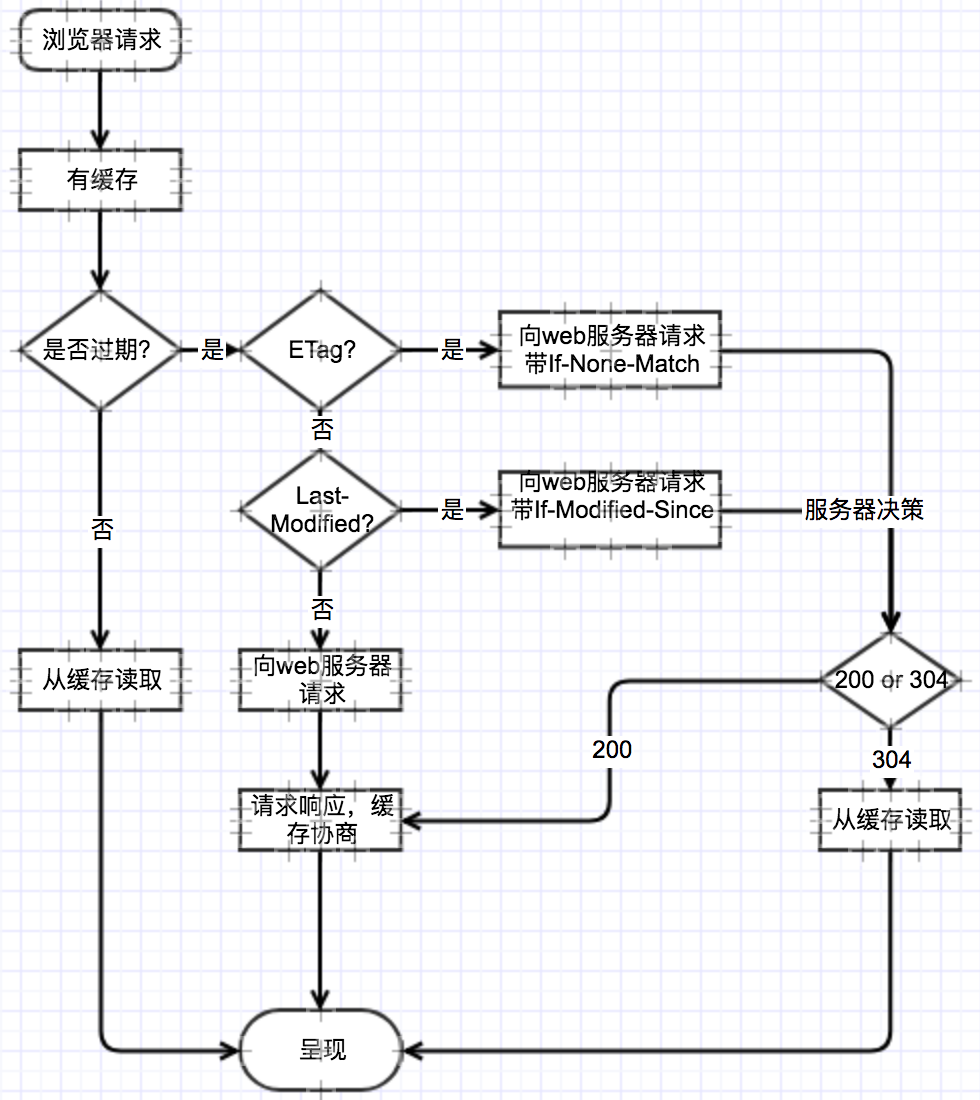 浏览器请求
有缓存
是否过期?
是
ETag?
是
向web服务器请求
带If-None-Match
否
Last-
Modified?
是
向web服务器请求
带If-Modified-Since
服务器决策
否
否
从缓存读取
向web服务器
请求
200 or 304
200
304
请求响应，缓
存协商
从缓存读取
呈现